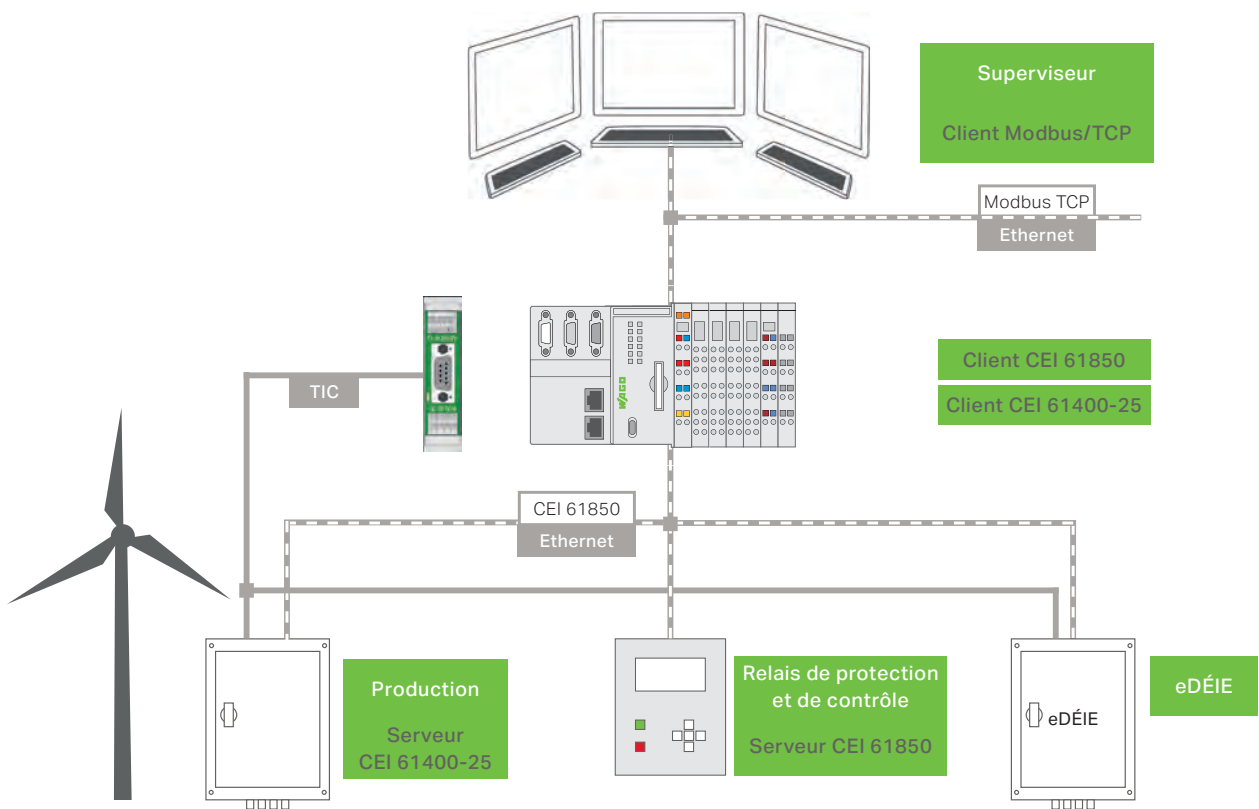 Superviseur
Client Modbus/TCP
Modbus TCP
Ethernet
TIC
WAGO
Client CEI 61850
Client CEI 61400-25
CEI 61850
Ethernet
Production
Serveur
CEI 61400-25
Relais de protection
et de contrôle
Serveur CEI 61850
eDÉIE
eDÉIE